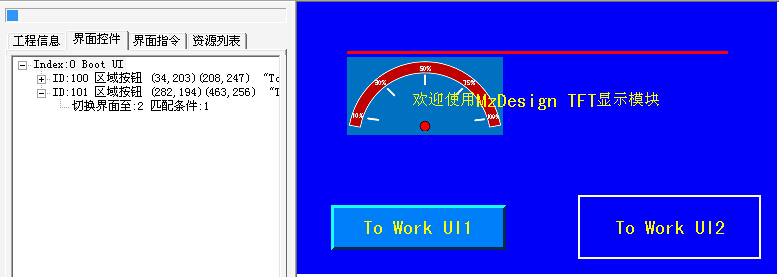 工程信息 界面控件 界面指令 资源列表
Index:0 Boot UI
ID:100 区域按钮 (34,203)(208,247) "To
ID:101 区域按钮 (282,194)(463,256) "T
切换界面至:2 匹配条件:1
50%
30% 75%
欢迎使用MzDesign TFT显示模块
10% 100%
To Work UI1 To Work UI2